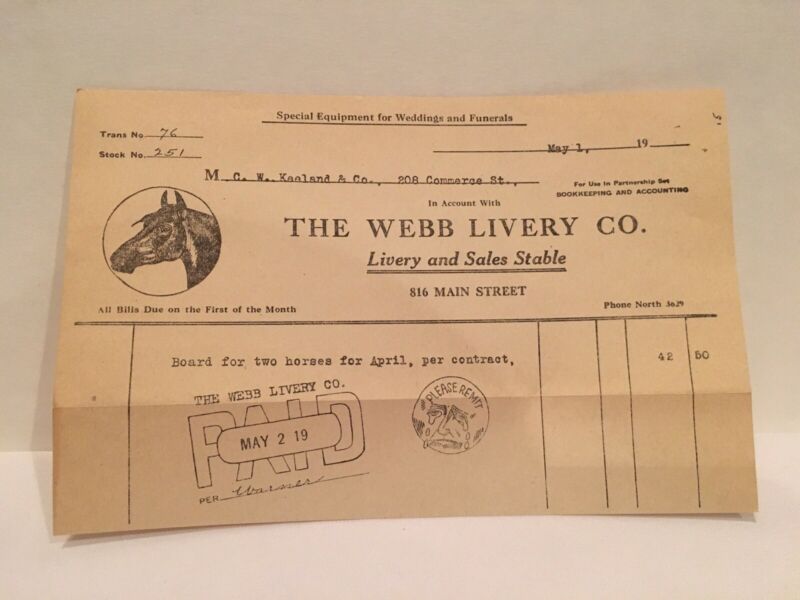 Special Equipment for Weddings and Funerals
Trans No. 76
Stock No. 251
May 1, 19
M C. W. Kneland & Co., 208 Commerce St.,
For Use in Partnership Set
BOOKKEEPING AND ACCOUNTING
In Account With
THE WEBB LIVERY CO.
Livery and Sales Stable
816 MAIN STREET
All Bills Due on the First of the Month
Phone North 3629
Board for two horses for April, per contract, 42 50
THE WEBB LIVERY CO.
PAID
MAY 2 19
PER Warner
PLEASE REMIT